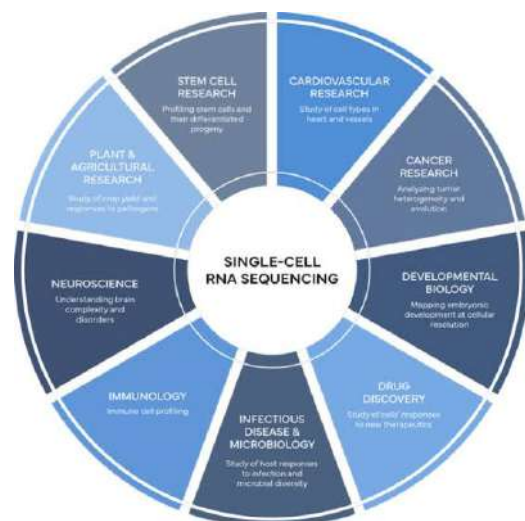 SINGLE-CELL
RNA SEQUENCING
CARDIOVASCULAR
RESEARCH
Study of cell types in
heart and vessels
CANCER
RESEARCH
Analyzing tumor
heterogeneity and
evolution
DEVELOPMENTAL
BIOLOGY
Mapping embryonic
development at cellular
resolution
DRUG
DISCOVERY
Study of cells' responses
to new therapeutics
INFECTIOUS
DISEASE &
MICROBIOLOGY
Study of host responses
to infection and
microbial diversity
IMMUNOLOGY
Immune cell profiling
NEUROSCIENCE
Understanding brain
complexity and
disorders
PLANT &
AGRICULTURAL
RESEARCH
Study of crop yield and
responses to pathogens
STEM CELL
RESEARCH
Profiling stem cells and
their differentiated
progeny